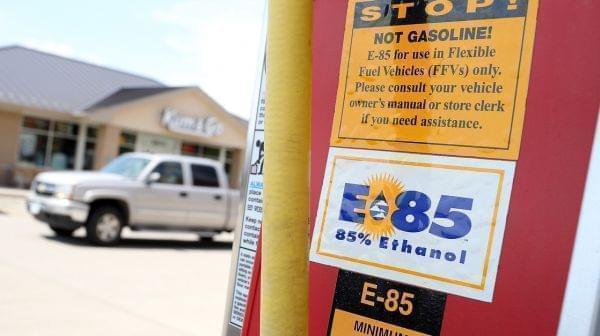 STOP!
NOT GASOLINE!
E-85 for use in Flexible
Fuel Vehicles (FFVs) only.
Please consult your vehicle
owner's manual or store clerk
if you need assistance.
E85
85% Ethanol
E-85
MINIMUM
Kum & Go